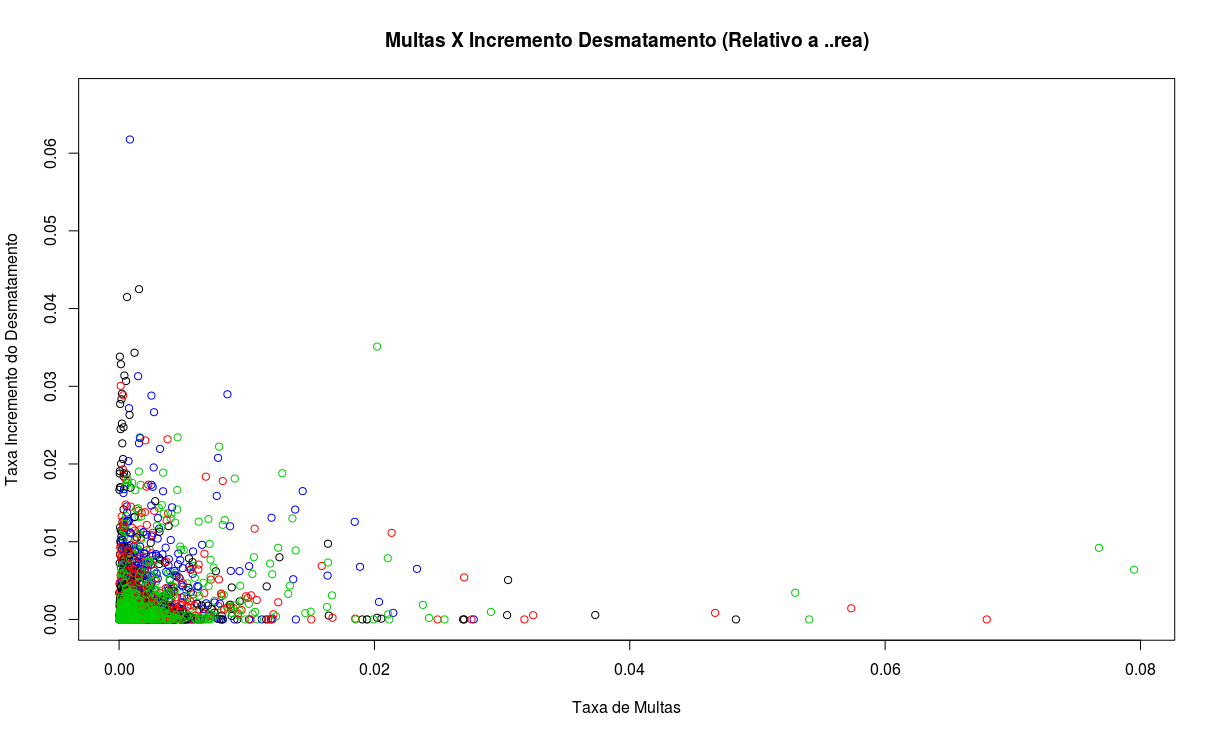 Multas X Incremento Desmatamento (Relativo a ..rea)
Taxa Incremento do Desmatamento
0.06
0.05
0.04
0.03
0.02
0.01
0.00
0.00 0.02 0.04 0.06 0.08
Taxa de Multas